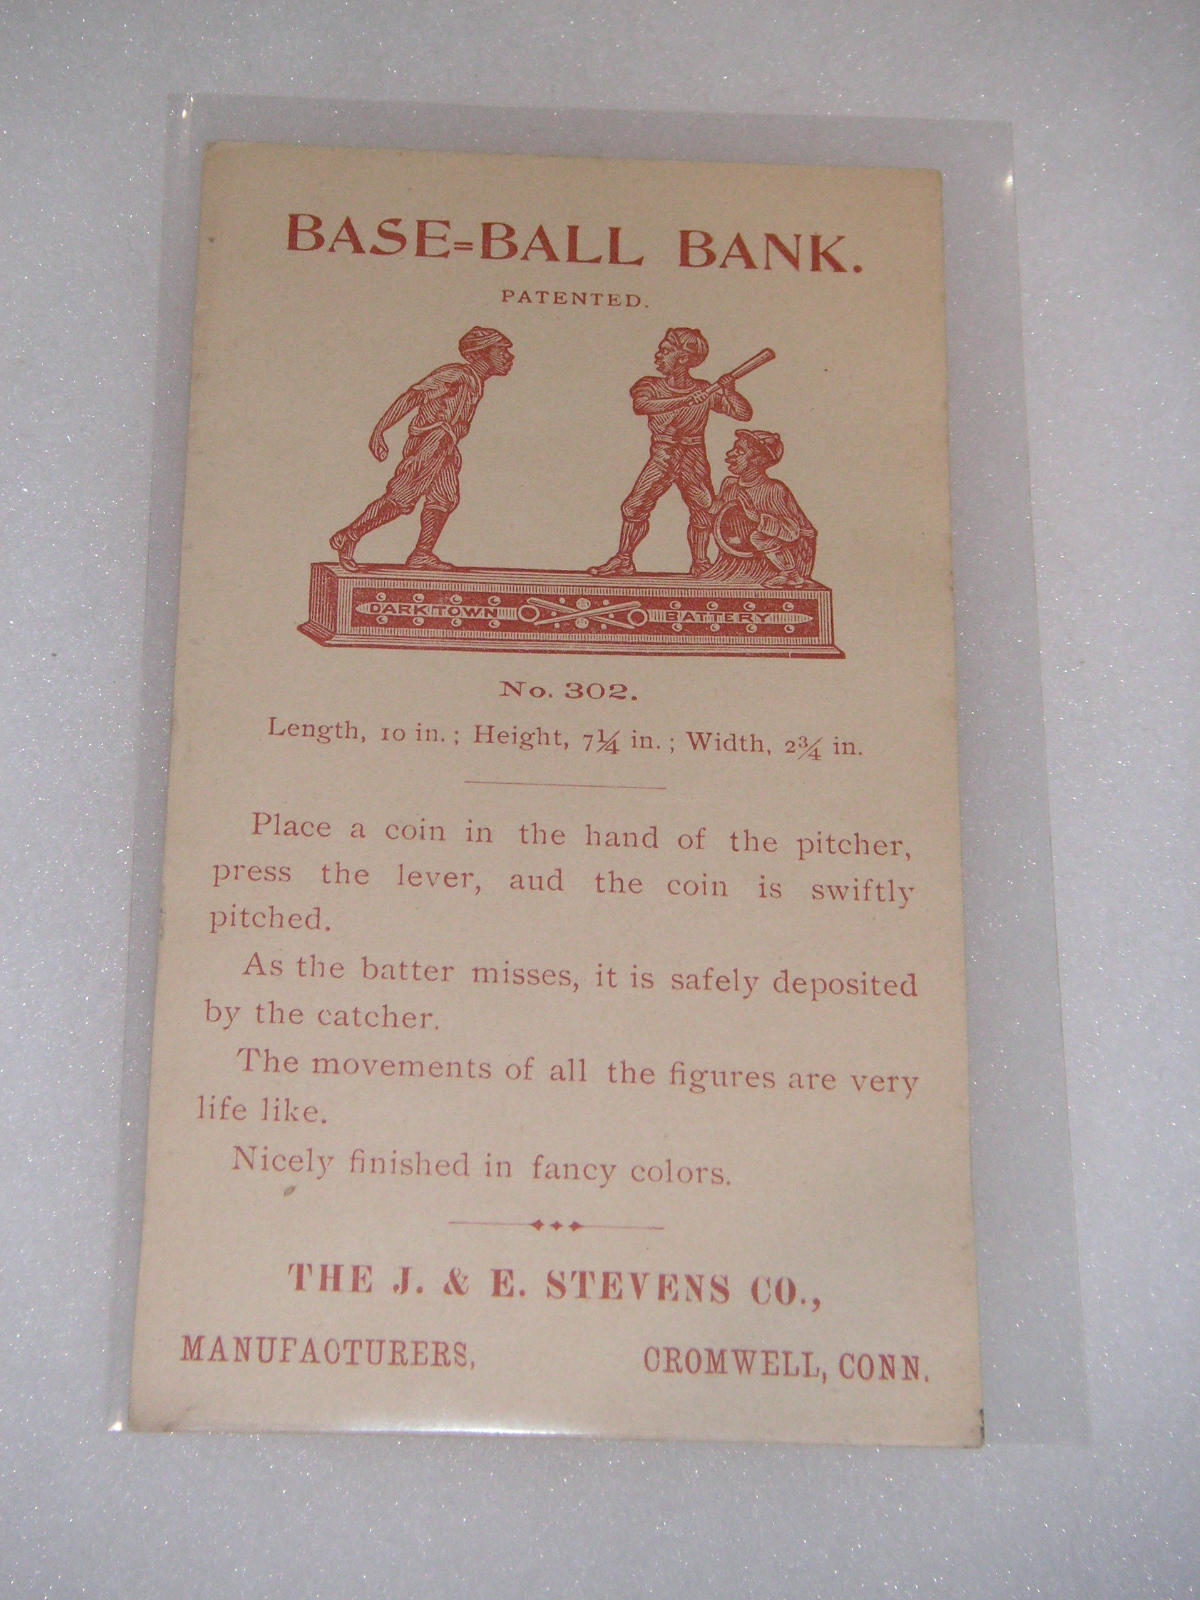 BASE=BALL BANK.
PATENTED.
DARKTOWN BATTERY
No. 302.
Length, 10 in.; Height, 7¼ in.; Width, 2¾ in.
Place a coin in the hand of the pitcher,
press the lever, aud the coin is swiftly
pitched.
As the batter misses, it is safely deposited
by the catcher.
The movements of all the figures are very
life like.
Nicely finished in fancy colors.
THE J. & E. STEVENS CO.,
MANUFACTURERS, CROMWELL, CONN.